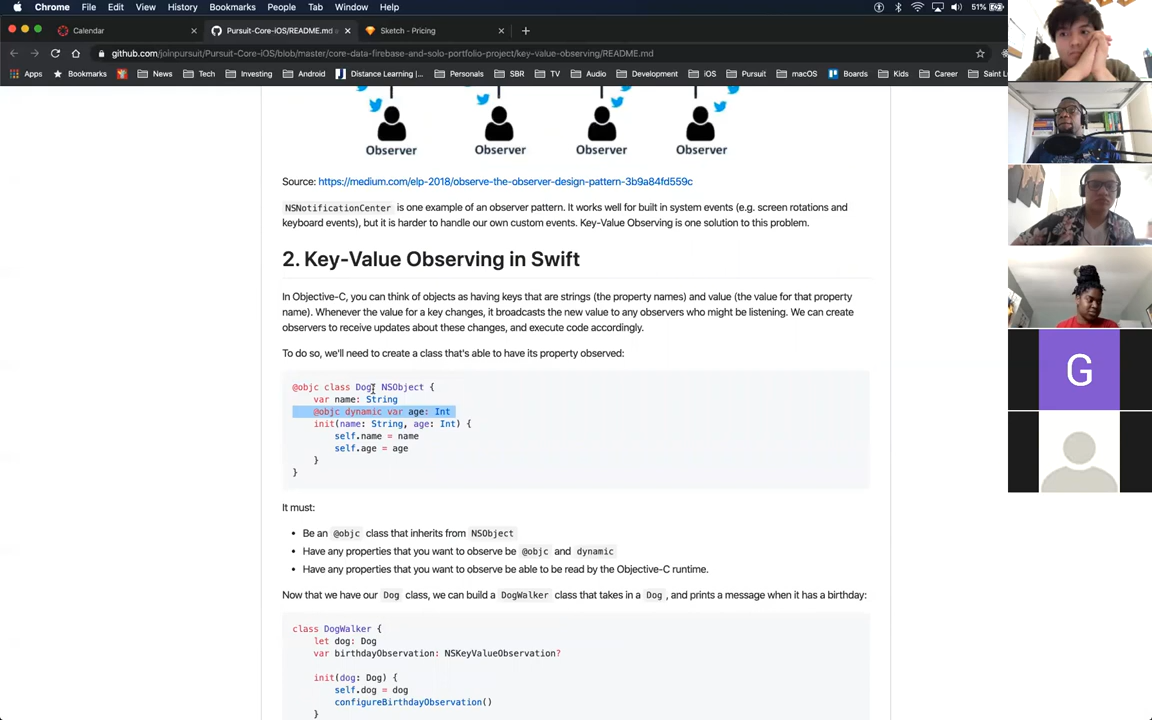 Chrome File Edit View History Bookmarks People Tab Window Help 51%
Calendar Pursuit-Core-iOS/README.md Sketch - Pricing
github.com/joinpursuit/Pursuit-Core-iOS/blob/master/core-data-firebase-and-solo-portfolio-project/key-value-observing/README.md
Apps Bookmarks News Tech Investing Android Distance Learning |... Personals SBR TV Audio Development iOS Pursuit macOS Boards Kids Career Saint L
Observer Observer Observer Observer
Source: https://medium.com/elp-2018/observe-the-observer-design-pattern-3b9a84fd559c
NSNotificationCenter is one example of an observer pattern. It works well for built in system events (e.g. screen rotations and
keyboard events), but it is harder to handle our own custom events. Key-Value Observing is one solution to this problem.
2. Key-Value Observing in Swift
In Objective-C, you can think of objects as having keys that are strings (the property names) and value (the value for that property
name). Whenever the value for a key changes, it broadcasts the new value to any observers who might be listening. We can create
observers to receive updates about these changes, and execute code accordingly.
To do so, we'll need to create a class that's able to have its property observed:
@objc class Dog: NSObject {
var name: String
@objc dynamic var age: Int
init(name: String, age: Int) {
self.name = name
self.age = age
}
}
It must:
• Be an @objc class that inherits from NSObject
• Have any properties that you want to observe be @objc and dynamic
• Have any properties that you want to observe be able to be read by the Objective-C runtime.
Now that we have our Dog class, we can build a DogWalker class that takes in a Dog , and prints a message when it has a birthday:
class DogWalker {
let dog: Dog
var birthdayObservation: NSKeyValueObservation?
init(dog: Dog) {
self.dog = dog
configureBirthdayObservation()
}
G